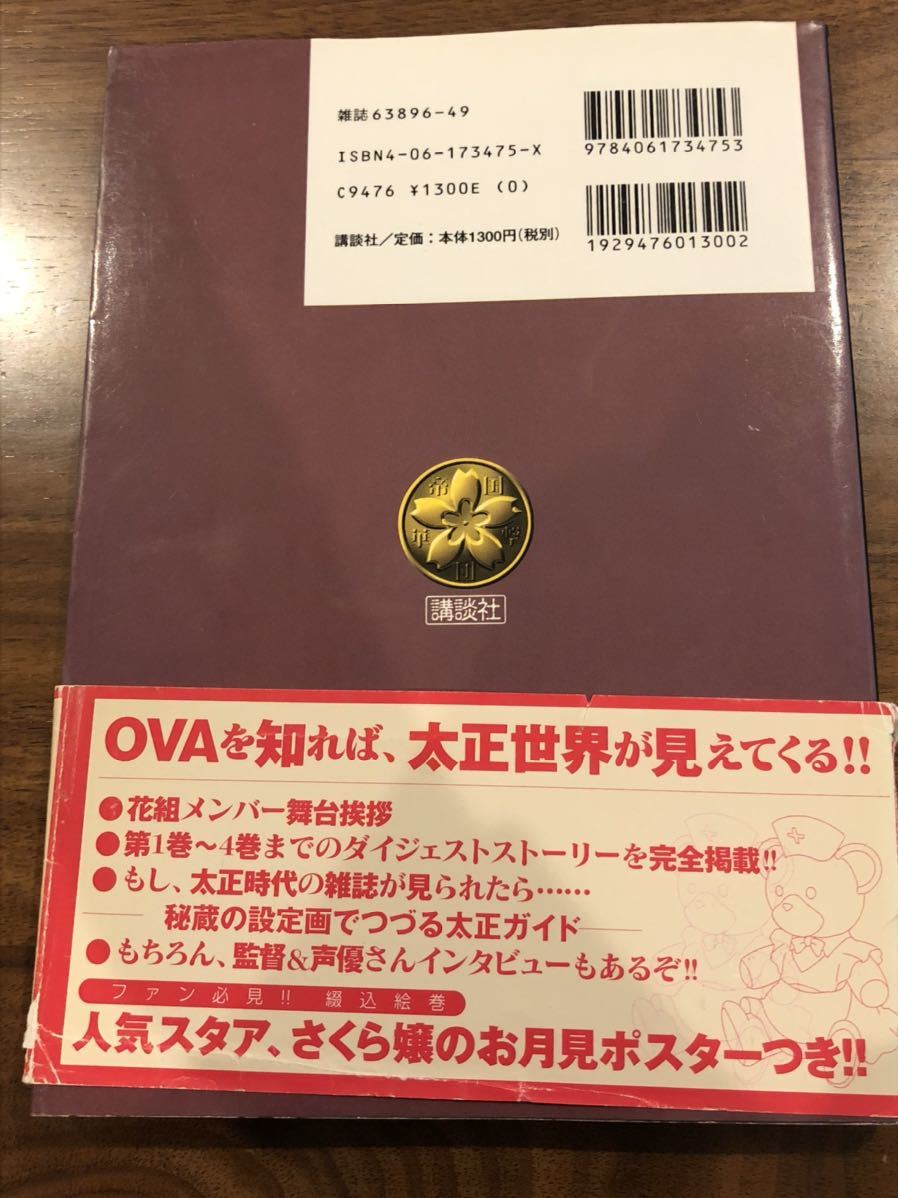 雑誌63896-49
ISBN4-06-173475-X
C9476 ¥1300E (0)
講談社/定価:本体1300円(税別)
9784061734753
1929476013002
帝国
華撃
団
講談社
OVAを知れば、太正世界が見えてくる!!
●花組メンバー舞台挨拶
●第1巻〜4巻までのダイジェストストーリーを完全掲載!!
●もし、太正時代の雑誌が見られたら……
秘蔵の設定画でつづる太正ガイド
●もちろん、監督&声優さんインタビューもあるぞ!!
ファン必見!! 綴込絵巻
人気スタア、さくら嬢のお月見ポスターつき!!